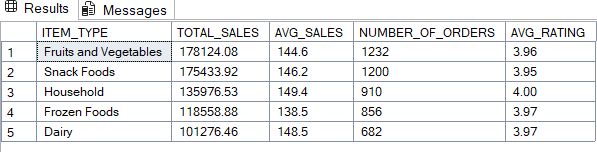 Results Messages
ITEM_TYPE TOTAL_SALES AVG_SALES NUMBER_OF_ORDERS AVG_RATING
1 Fruits and Vegetables 178124.08 144.6 1232 3.96
2 Snack Foods 175433.92 146.2 1200 3.95
3 Household 135976.53 149.4 910 4.00
4 Frozen Foods 118558.88 138.5 856 3.97
5 Dairy 101276.46 148.5 682 3.97